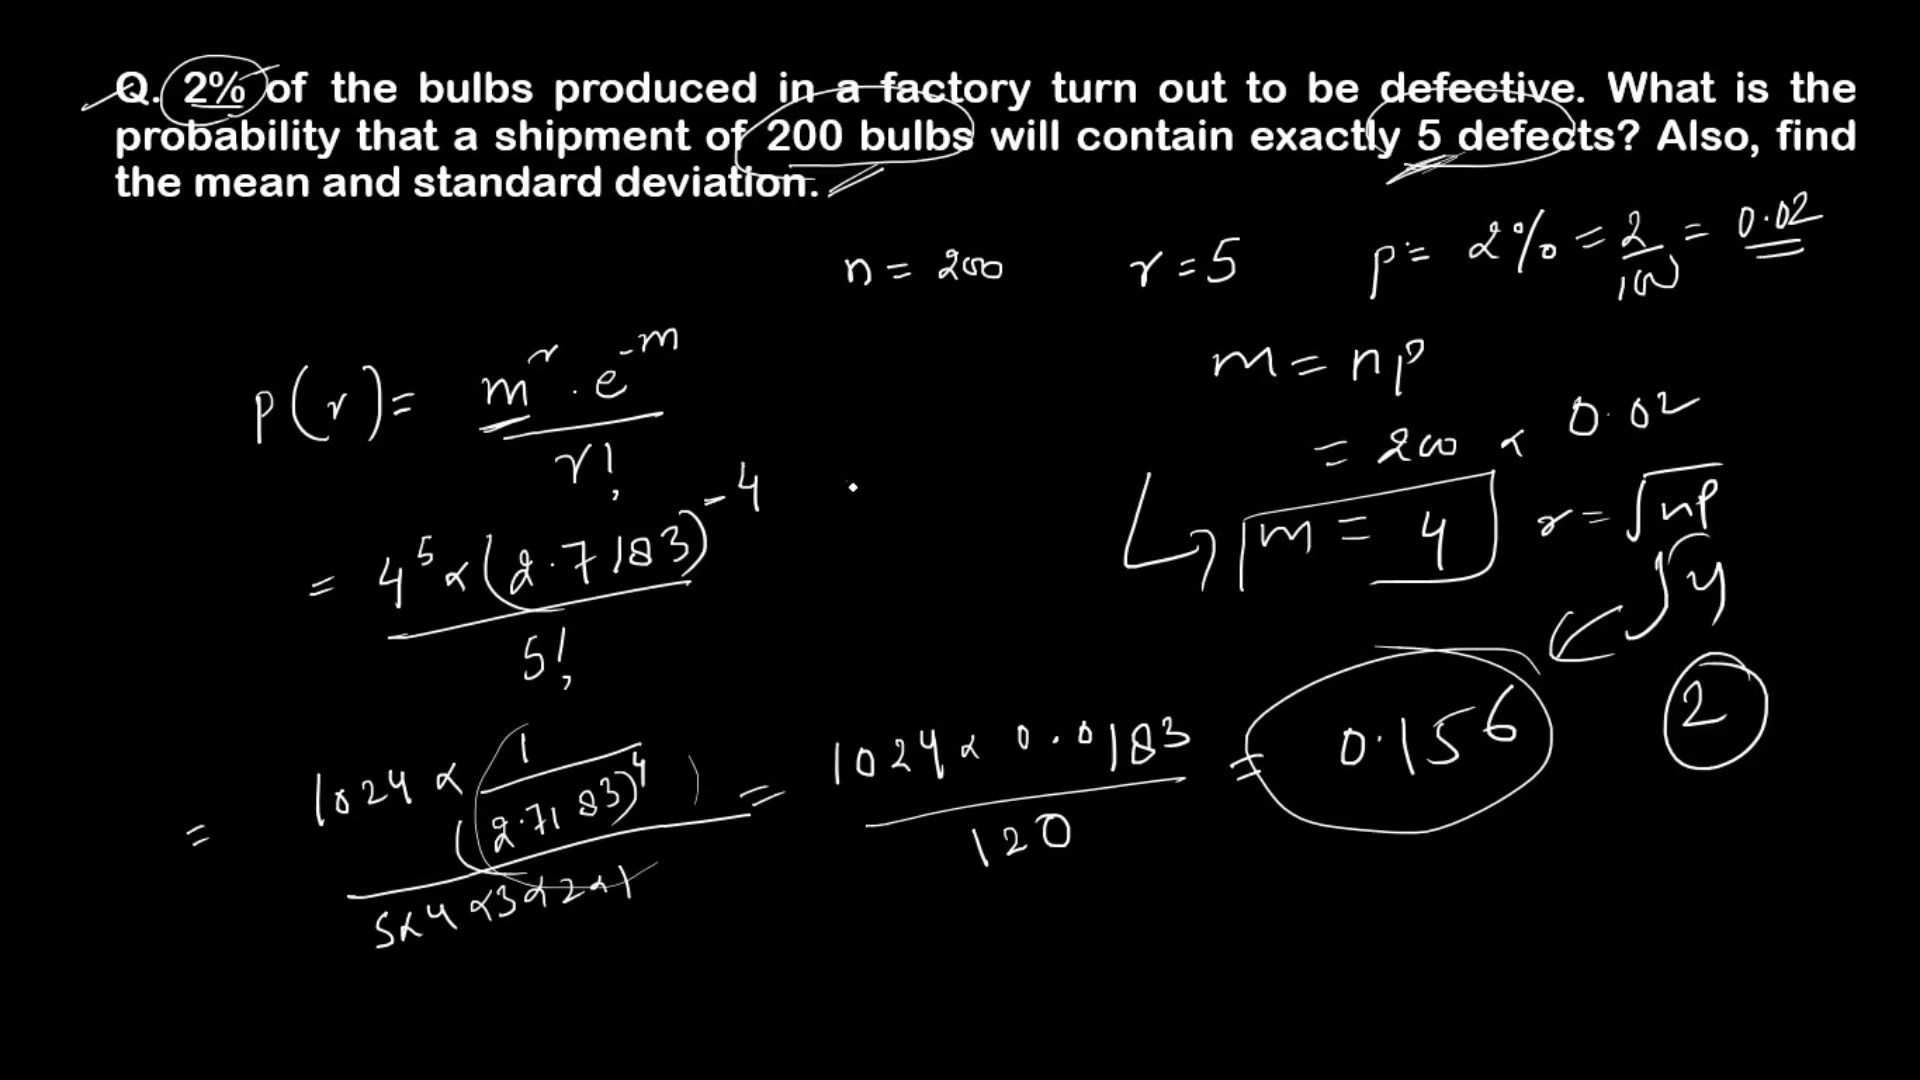 Q. 2% of the bulbs produced in a factory turn out to be defective. What is the
probability that a shipment of 200 bulbs will contain exactly 5 defects? Also, find
the mean and standard deviation.
n = 200 r = 5 p = 2% = 2/100 = 0.02
P(r) = m^r . e^-m / r!
m = np
= 200 × 0.02
m = 4
σ = √np
√4
2
= 4^5 × (2.7183)^-4 / 5!
= 1024 × (1/(2.7183)^4) / 5×4×3×2×1 = 1024 × 0.0183 / 120 = 0.156